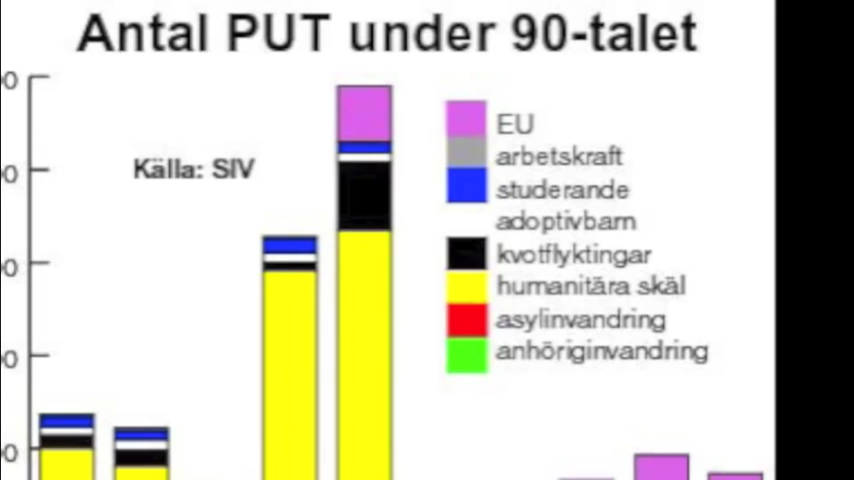 Antal PUT under 90-talet
Källa: SIV
EU
arbetskraft
studerande
adoptivbarn
kvotflyktingar
humanitära skäl
asylinvandring
anhöriginvandring